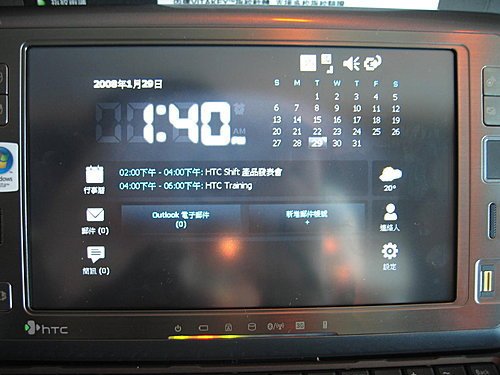 2008年1月29日
1:40
AM
S M T W T F S
1 2 3 4 5
6 7 8 9 10 11 12
13 14 15 16 17 18 19
20 21 22 23 24 25 26
27 28 29 30 31
行事曆
02:00下午 - 04:00下午: HTC Shift 產品發表會
04:00下午 - 05:00下午: HTC Training
20°
郵件 (0)
Outlook 電子郵件
(0)
新增郵件帳號
+
連絡人
簡訊 (0)
設定
hTC
3G
Back